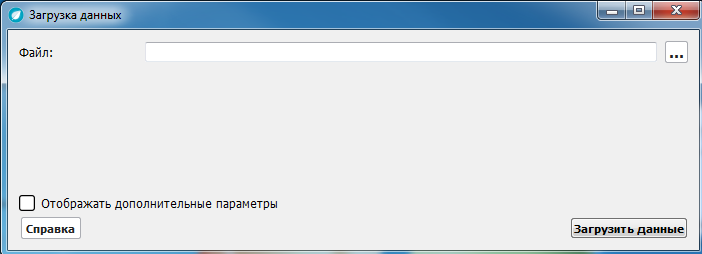 Загрузка данных
Файл:
...
Отображать дополнительные параметры
Справка
Загрузить данные